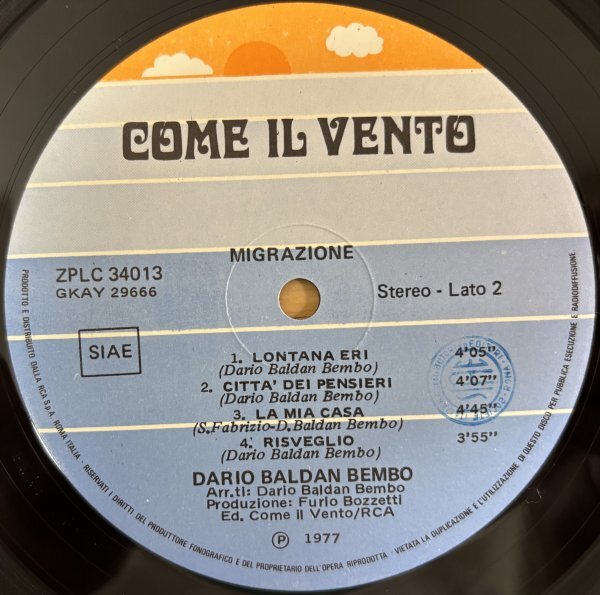 COME IL VENTO
MIGRAZIONE
ZPLC 34013
GKAY 29666
Stereo - Lato 2
SIAE
1. LONTANA ERI 4'05"
(Dario Baldan Bembo)
2. CITTA' DEI PENSIERI 4'07"
(Dario Baldan Bembo)
3. LA MIA CASA 4'45"
(S. Fabrizio-D. Baldan Bembo)
4. RISVEGLIO 3'55"
(Dario Baldan Bembo)
DARIO BALDAN BEMBO
Arr.ti: Dario Baldan Bembo
Produzione: Furio Bozzetti
Ed. Come il Vento/RCA
Ⓟ 1977
PRODOTTO E DISTRIBUITO DALLA RCA S.p.A. ROMA ITALIA - RISERVATI I DIRITTI DEL PRODUTTORE FONOGRAFICO E DEL PROPRIETARIO DELL'OPERA RIPRODOTTA - VIETATA LA DUPLICAZIONE E L'UTILIZZAZIONE DI QUESTO DISCO PER PUBBLICA ESECUZIONE E RADIODIFFUSIONE.